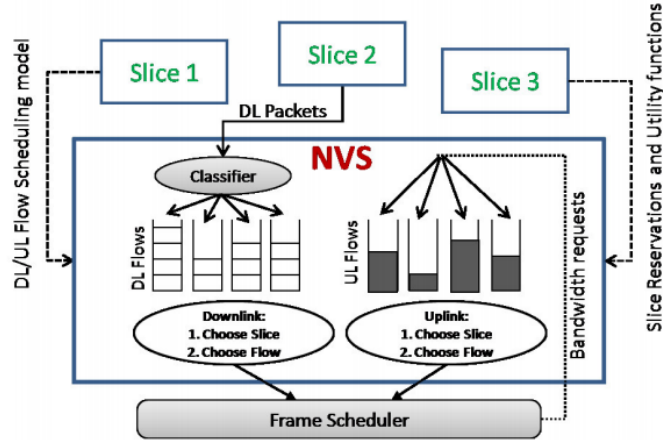 Slice 1
Slice 2
Slice 3
DL/UL Flow Scheduling model
DL Packets
NVS
Classifier
DL Flows
UL Flows
Bandwidth requests
Slice Reservations and Utility functions
Downlink:
1. Choose Slice
2. Choose Flow
Uplink:
1. Choose Slice
2. Choose Flow
Frame Scheduler